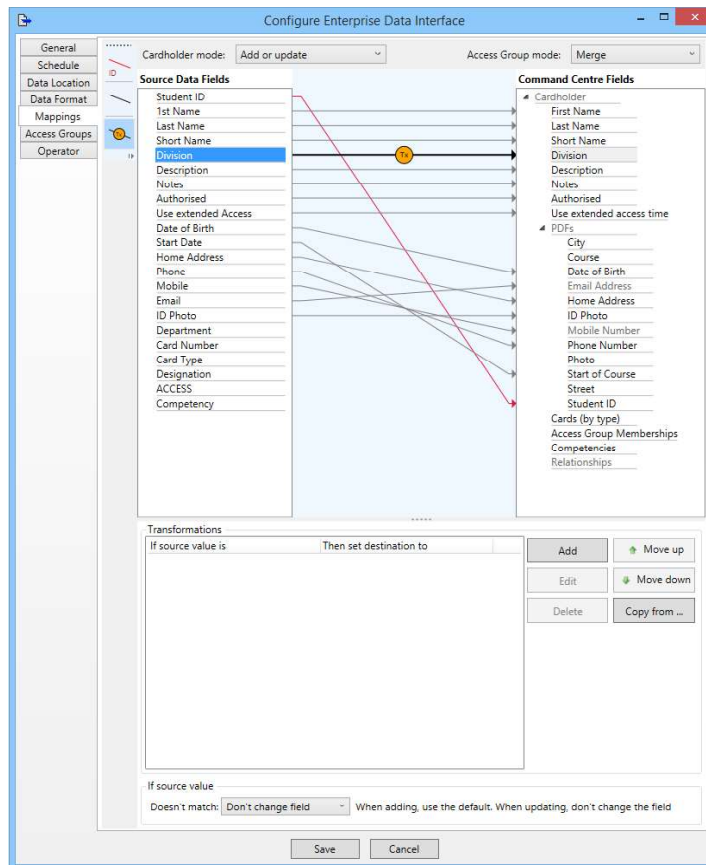 Configure Enterprise Data Interface
General
Schedule
Data Location
Data Format
Mappings
Access Groups
Operator
ID
Tx
Cardholder mode: Add or update
Access Group mode: Merge
Source Data Fields
Student ID
1st Name
Last Name
Short Name
Division
Description
Notes
Authorised
Use extended Access
Date of Birth
Start Date
Home Address
Phone
Mobile
Email
ID Photo
Department
Card Number
Card Type
Designation
ACCESS
Competency
Tx
Command Centre Fields
Cardholder
First Name
Last Name
Short Name
Division
Description
Notes
Authorised
Use extended access time
PDFs
City
Course
Date of Birth
Email Address
Home Address
ID Photo
Mobile Number
Phone Number
Photo
Start of Course
Street
Student ID
Cards (by type)
Access Group Memberships
Competencies
Relationships
Transformations
If source value is Then set destination to
Add Move up
Edit Move down
Delete Copy from ...
If source value
Doesn't match: Don't change field When adding, use the default. When updating, don't change the field
Save Cancel